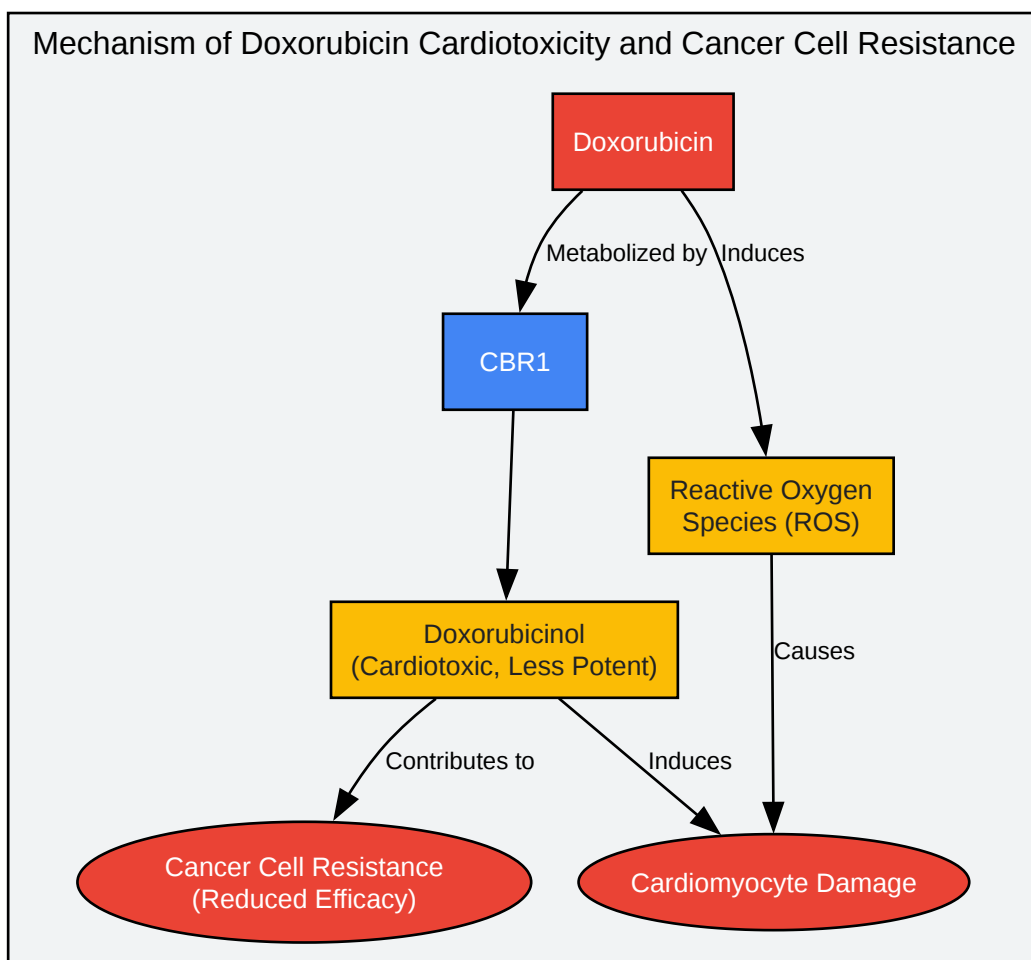 Mechanism of Doxorubicin Cardiotoxicity and Cancer Cell Resistance
Doxorubicin
Metabolized by
Induces
CBR1
Reactive Oxygen
Species (ROS)
Doxorubicinol
(Cardiotoxic, Less Potent)
Causes
Contributes to
Induces
Cancer Cell Resistance
(Reduced Efficacy)
Cardiomyocyte Damage